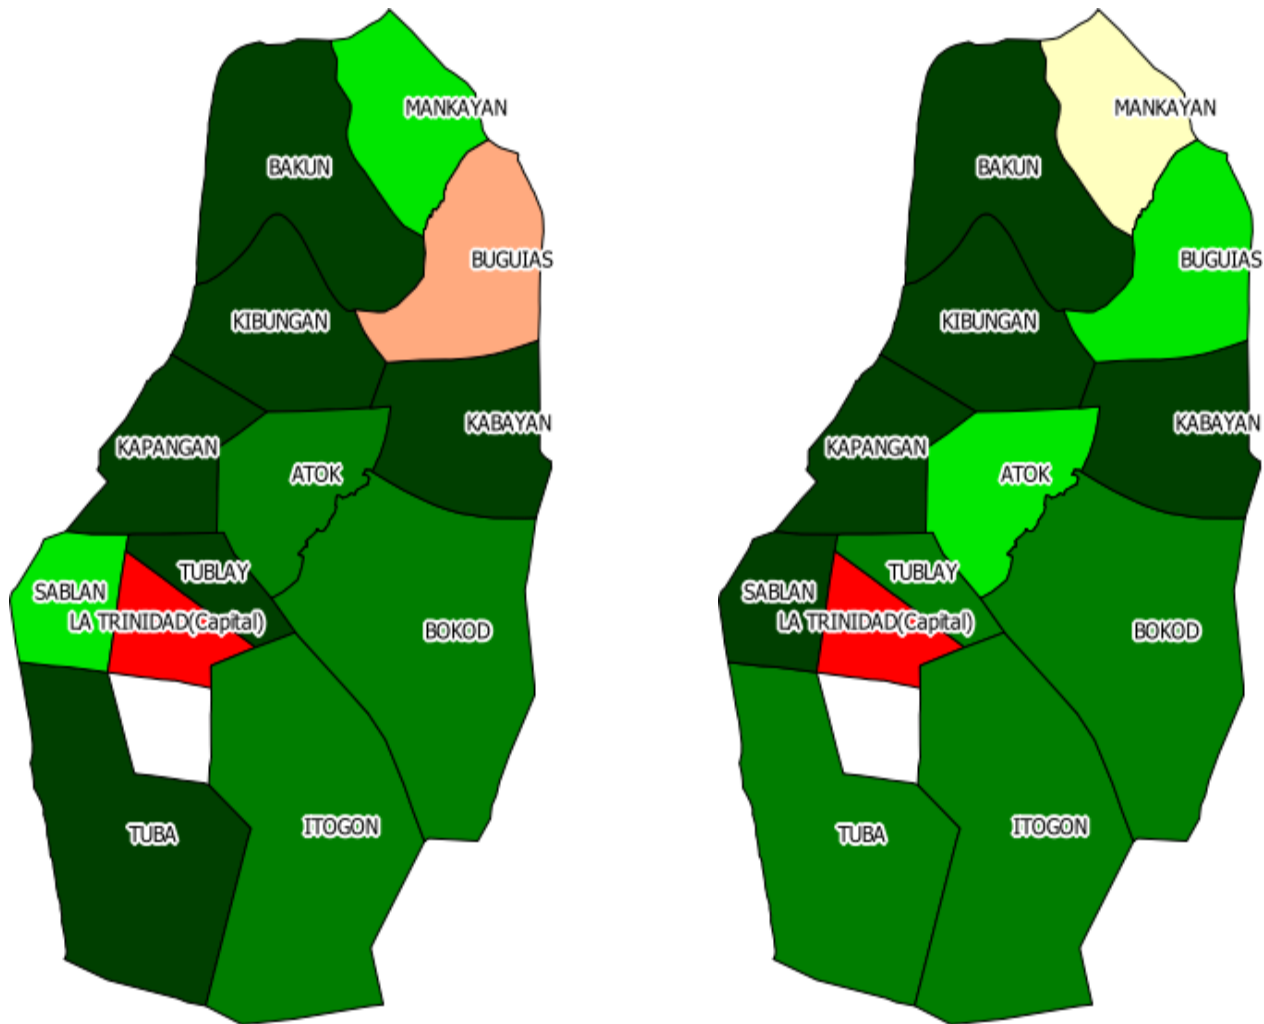 MANKAYAN
BAKUN
BUGUIAS
KIBUNGAN
KABAYAN
KAPANGAN
ATOK
TUBLAY
SABLAN
LA TRINIDAD(Capital)
BOKOD
ITOGON
TUBA
MANKAYAN
BAKUN
BUGUIAS
KIBUNGAN
KABAYAN
KAPANGAN
ATOK
TUBLAY
SABLAN
LA TRINIDAD(Capital)
BOKOD
ITOGON
TUBA